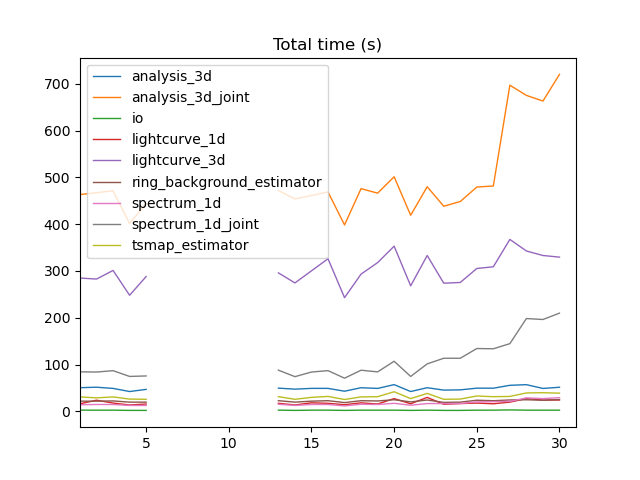 Total time (s)
analysis_3d
analysis_3d_joint
io
lightcurve_1d
lightcurve_3d
ring_background_estimator
spectrum_1d
spectrum_1d_joint
tsmap_estimator
700
600
500
400
300
200
100
0
5 10 15 20 25 30